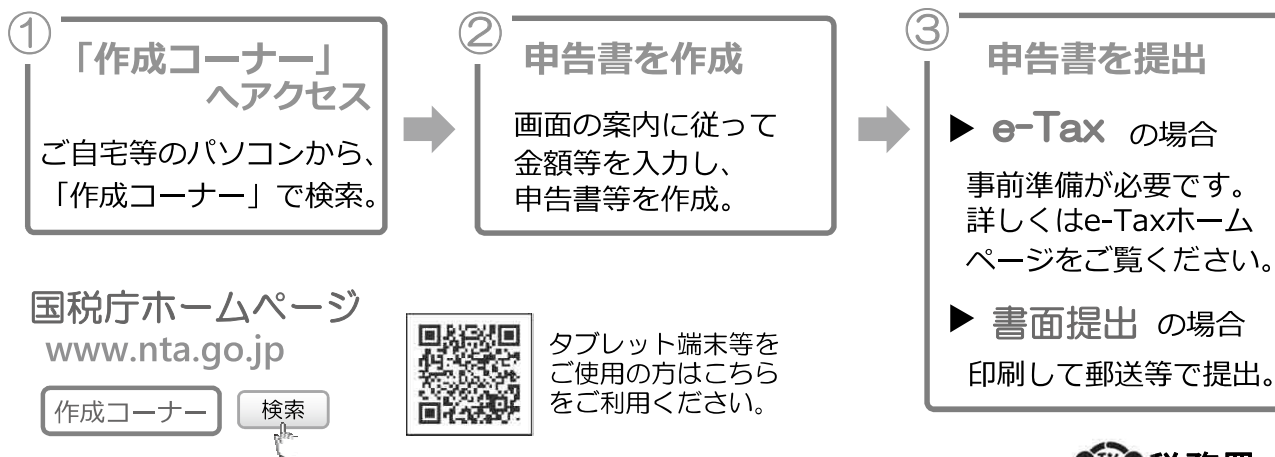 ①
「作成コーナー」
へアクセス
ご自宅等のパソコンから、
「作成コーナー」で検索。
②
申告書を作成
画面の案内に従って
金額等を入力し、
申告書等を作成。
③
申告書を提出
▶ e-Tax の場合
事前準備が必要です。
詳しくはe-Taxホーム
ページをご覧ください。
▶ 書面提出 の場合
印刷して郵送等で提出。
国税庁ホームページ
www.nta.go.jp
作成コーナー 検索
タブレット端末等を
ご使用の方はこちら
をご利用ください。